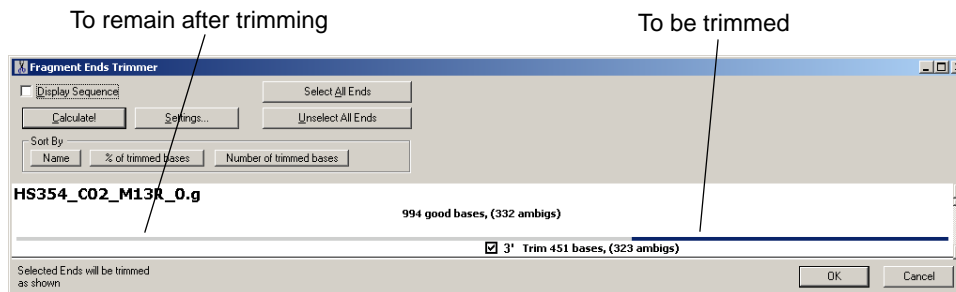 To remain after trimming
To be trimmed
Fragment Ends Trimmer
Display Sequence
Select All Ends
Calculate!
Settings...
Unselect All Ends
Sort By
Name
% of trimmed bases
Number of trimmed bases
HS354_C02_M13R_0.g
994 good bases, (332 ambigs)
3' Trim 451 bases, (323 ambigs)
Selected Ends will be trimmed
as shown
OK
Cancel